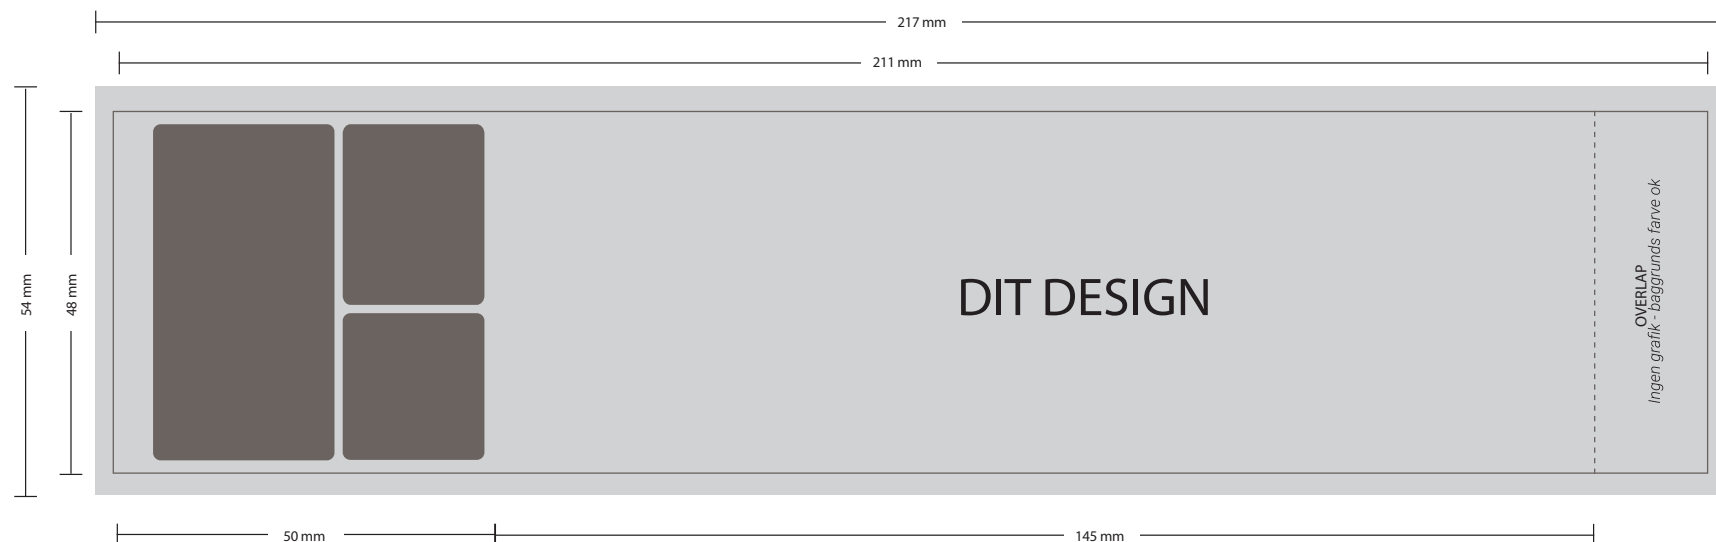 217 mm
211 mm
54 mm
48 mm
DIT DESIGN
OVERLAP
Ingen grafik - baggrunds farve ok
50 mm
145 mm